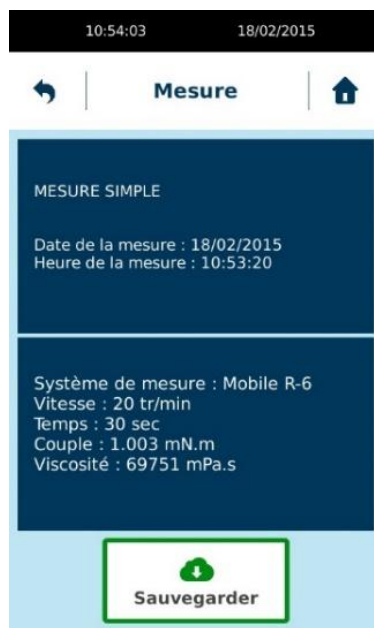 10:54:03 18/02/2015
Mesure
MESURE SIMPLE
Date de la mesure : 18/02/2015
Heure de la mesure : 10:53:20
Système de mesure : Mobile R-6
Vitesse : 20 tr/min
Temps : 30 sec
Couple : 1.003 mN.m
Viscosité : 69751 mPa.s
Sauvegarder